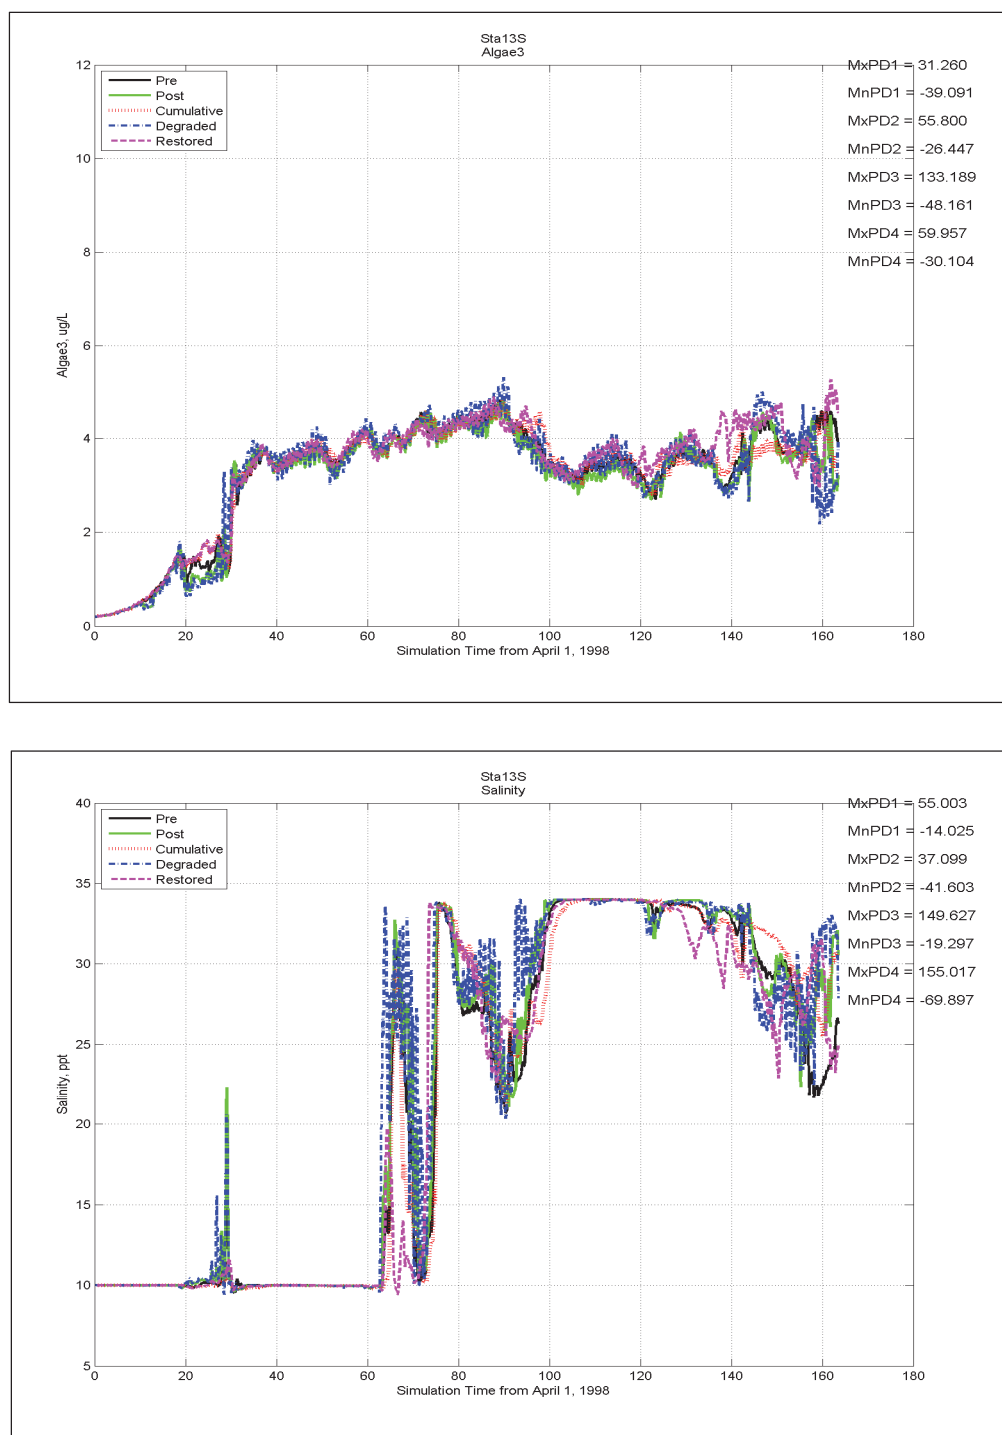 Sta13S
Algae3
12
10
8
6
4
2
0
Algae3, ug/L
Pre
Post
Cumulative
Degraded
Restored
MxPD1 = 31.260
MnPD1 = -39.091
MxPD2 = 55.800
MnPD2 = -26.447
MxPD3 = 133.189
MnPD3 = -48.161
MxPD4 = 59.957
MnPD4 = -30.104
0 20 40 60 80 100 120 140 160 180
Simulation Time from April 1, 1998
Sta13S
Salinity
40
35
30
25
20
15
10
5
Salinity, ppt
Pre
Post
Cumulative
Degraded
Restored
MxPD1 = 55.003
MnPD1 = -14.025
MxPD2 = 37.099
MnPD2 = -41.603
MxPD3 = 149.627
MnPD3 = -19.297
MxPD4 = 155.017
MnPD4 = -69.897
0 20 40 60 80 100 120 140 160 180
Simulation Time from April 1, 1998